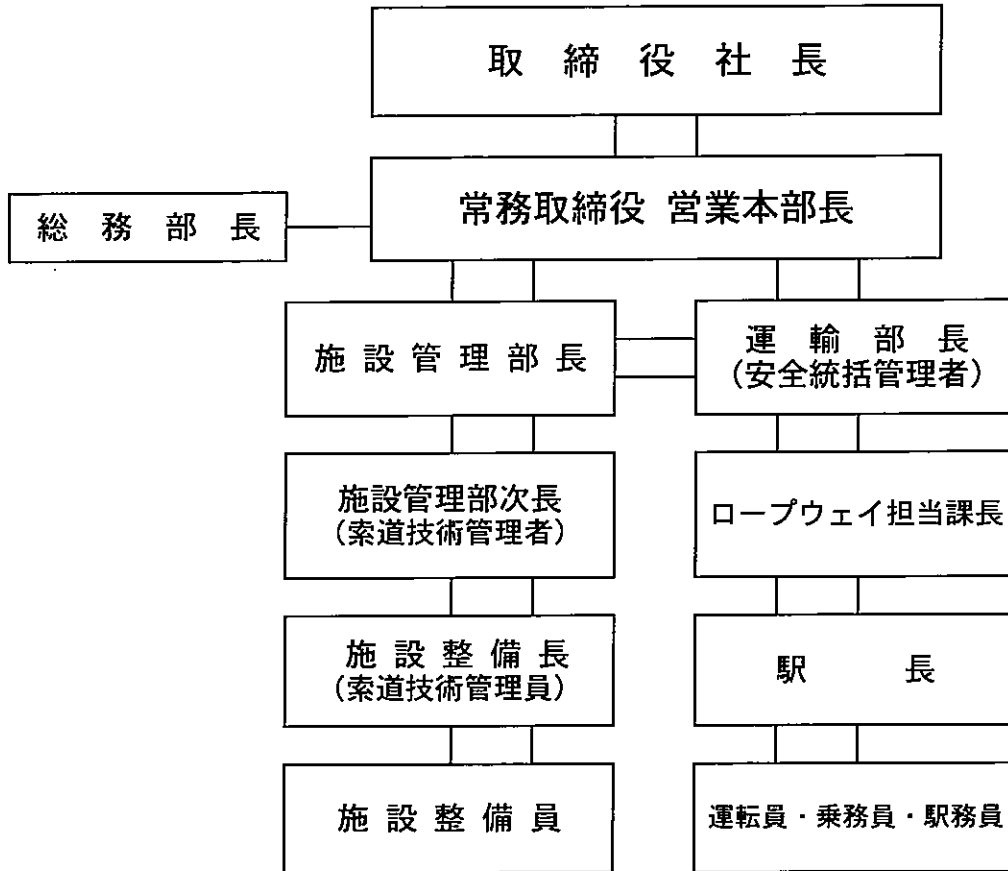 取締役社長
常務取締役 営業本部長
総務部長
施設管理部長
運輸部長
(安全統括管理者)
施設管理部次長
(索道技術管理者)
ロープウェイ担当課長
施設整備長
(索道技術管理員)
駅長
施設整備員
運転員・乗務員・駅務員